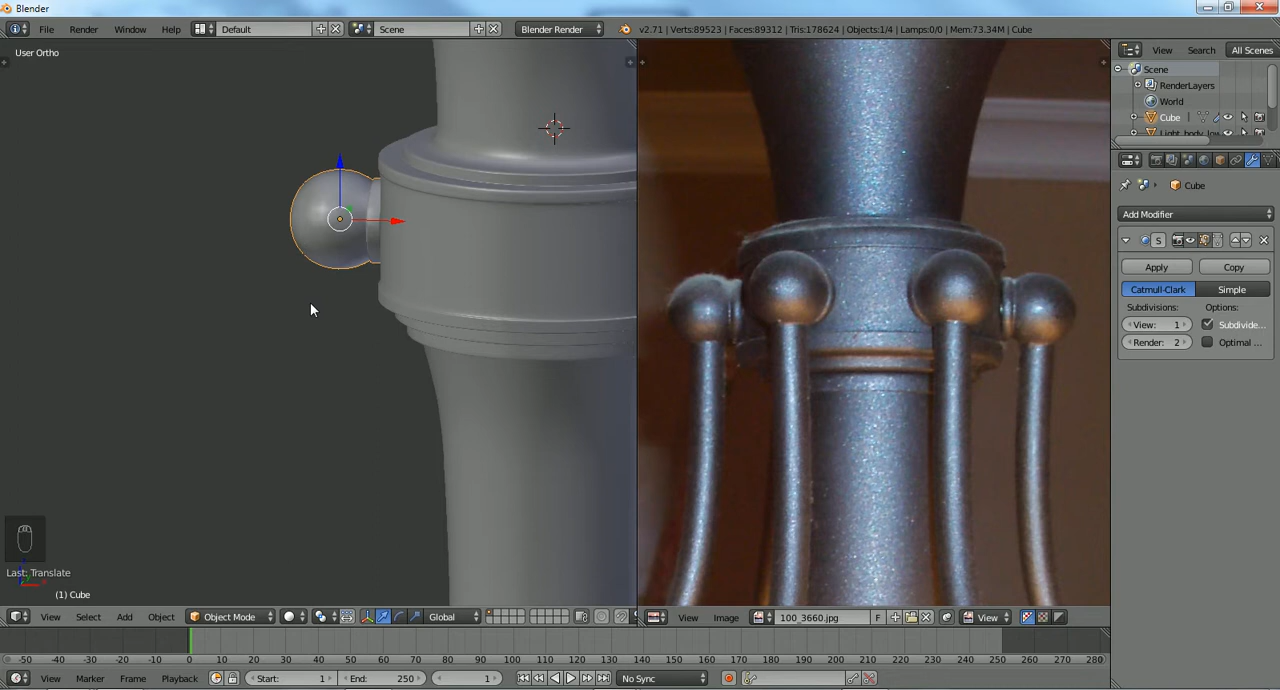 Blender
File Render Window Help Default Scene Blender Render v2.71 | Verts:89523 | Faces:89312 | Tris:178624 | Objects:1/4 | Lamps:0/0 | Mem:73.34M | Cube
User Ortho
View Search All Scenes
Scene
RenderLayers
World
Cube
Cube
Add Modifier
S
Apply Copy
Catmull-Clark Simple
Subdivisions: Options:
View: 1 Subdivide...
Render: 2 Optimal ...
Last: Translate
(1) Cube
View Select Add Object Object Mode Global View Image 100_3660.jpg F View
-50 -40 -30 -20 -10 0 10 20 30 40 50 60 70 80 90 100 110 120 130 140 150 160 170 180 190 200 210 220 230 240 250 260 270 280
View Marker Frame Playback Start: 1 End: 250 1 No Sync